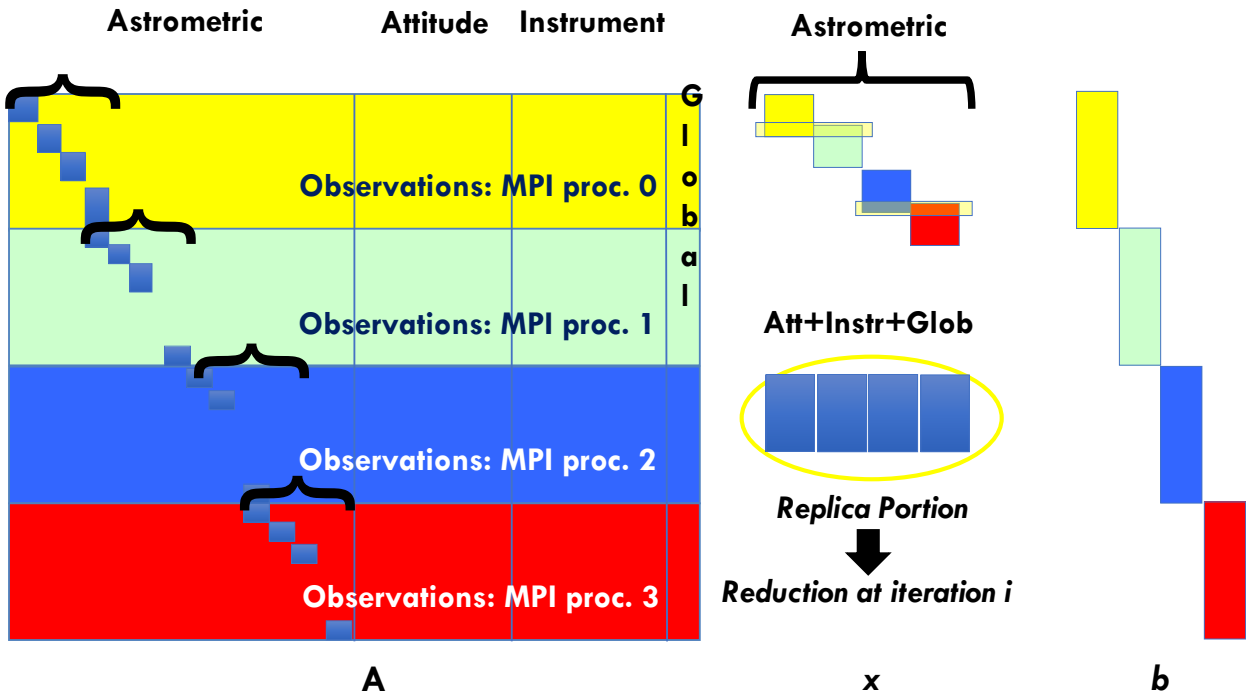 Astrometric
Attitude
Instrument
Global
Observations: MPI proc. 0
Observations: MPI proc. 1
Observations: MPI proc. 2
Observations: MPI proc. 3
A
Astrometric
Att+Instr+Glob
Replica Portion
Reduction at iteration i
x
b